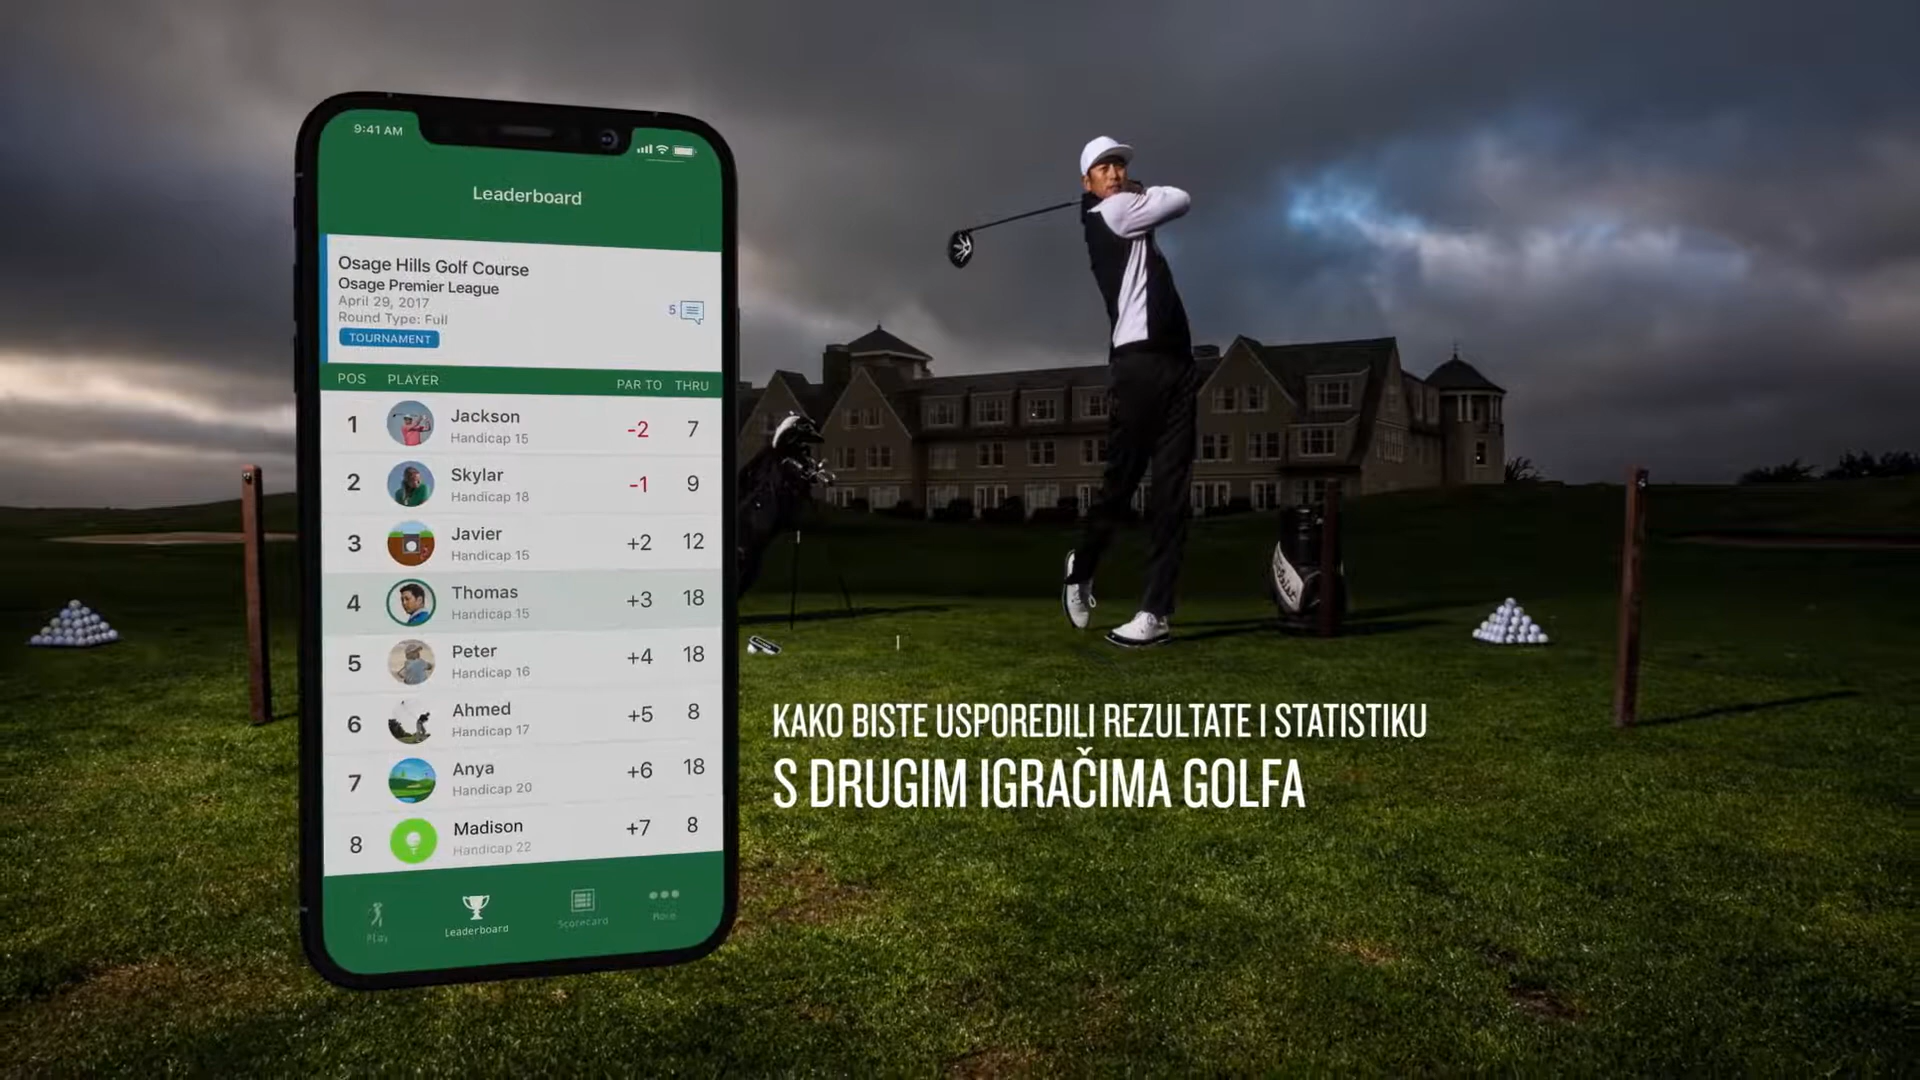 9:41 AM
Leaderboard
Osage Hills Golf Course
Osage Premier League
April 29, 2017
Round Type: Full
5
TOURNAMENT
POS PLAYER PAR TO THRU
1 Jackson -2 7
Handicap 15
2 Skylar -1 9
Handicap 18
3 Javier +2 12
Handicap 15
4 Thomas +3 18
Handicap 15
5 Peter +4 18
Handicap 16
6 Ahmed +5 8
Handicap 17
7 Anya +6 18
Handicap 20
8 Madison +7 8
Handicap 22
Play Leaderboard Scorecard More
KAKO BISTE USPOREDILI REZULTATE I STATISTIKU
S DRUGIM IGRAČIMA GOLFA
Titleist